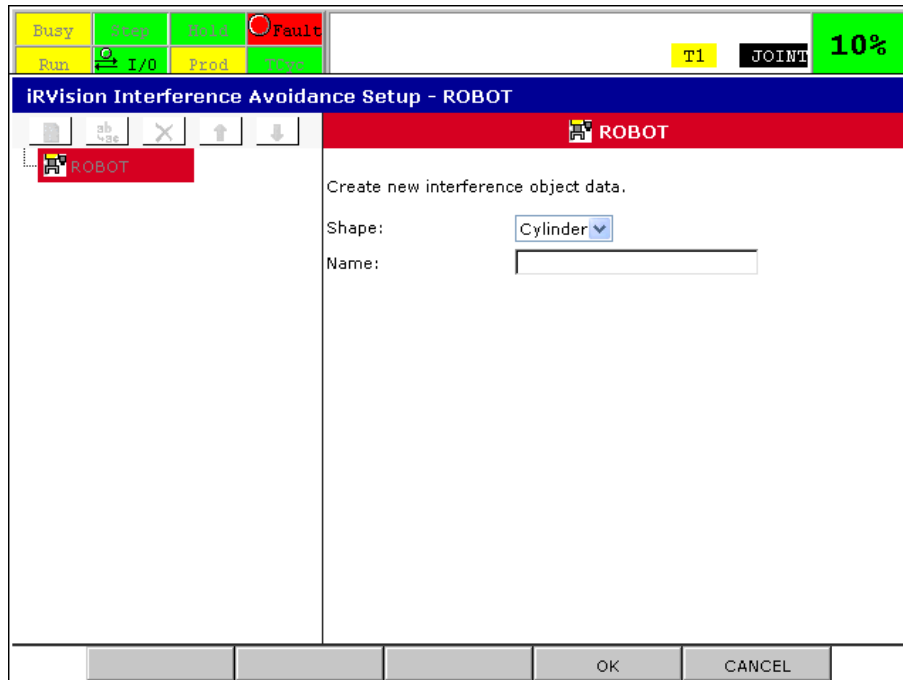 Busy Step Hold Fault
Run I/O Prod TCyc
T1 JOINT 10%
iRVision Interference Avoidance Setup - ROBOT
ROBOT
ROBOT
Create new interference object data.
Shape: Cylinder
Name:
OK CANCEL